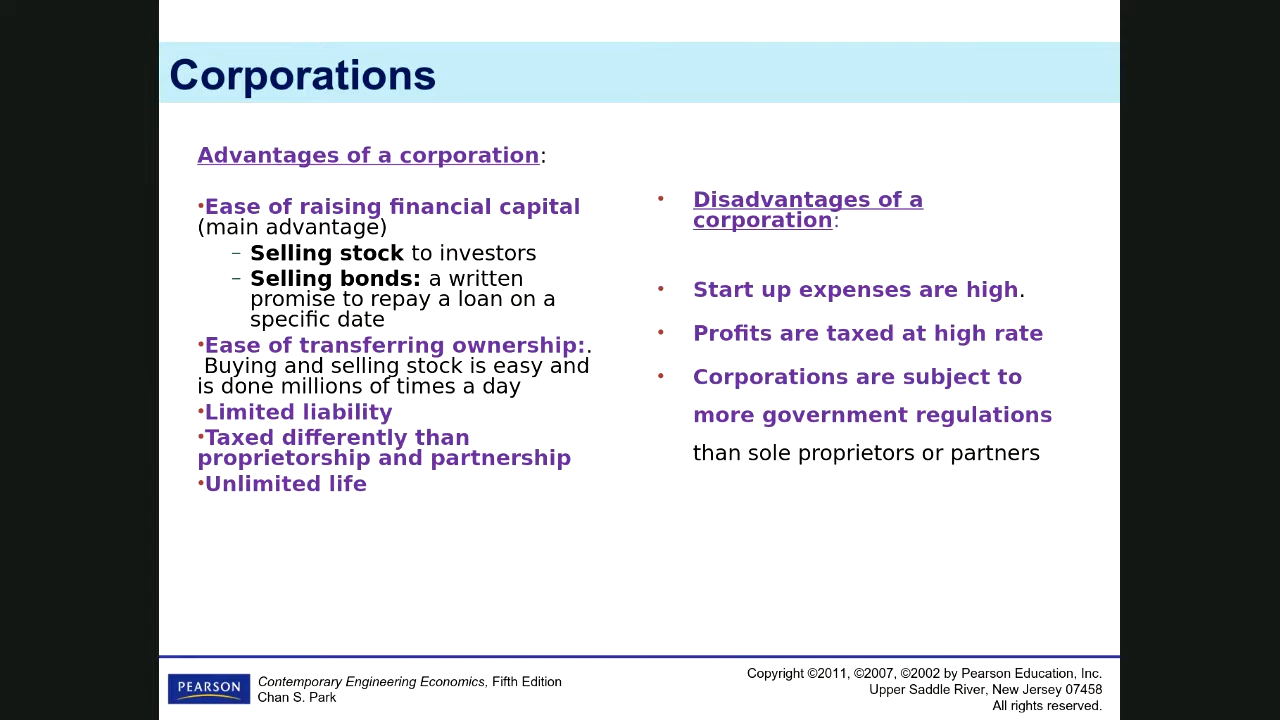 Corporations
Advantages of a corporation:
•Ease of raising financial capital
(main advantage)
– Selling stock to investors
– Selling bonds: a written
promise to repay a loan on a
specific date
•Ease of transferring ownership:.
Buying and selling stock is easy and
is done millions of times a day
•Limited liability
•Taxed differently than
proprietorship and partnership
•Unlimited life
• Disadvantages of a
corporation:
• Start up expenses are high.
• Profits are taxed at high rate
• Corporations are subject to
more government regulations
than sole proprietors or partners
PEARSON
Contemporary Engineering Economics, Fifth Edition
Chan S. Park
Copyright ©2011, ©2007, ©2002 by Pearson Education, Inc.
Upper Saddle River, New Jersey 07458
All rights reserved.